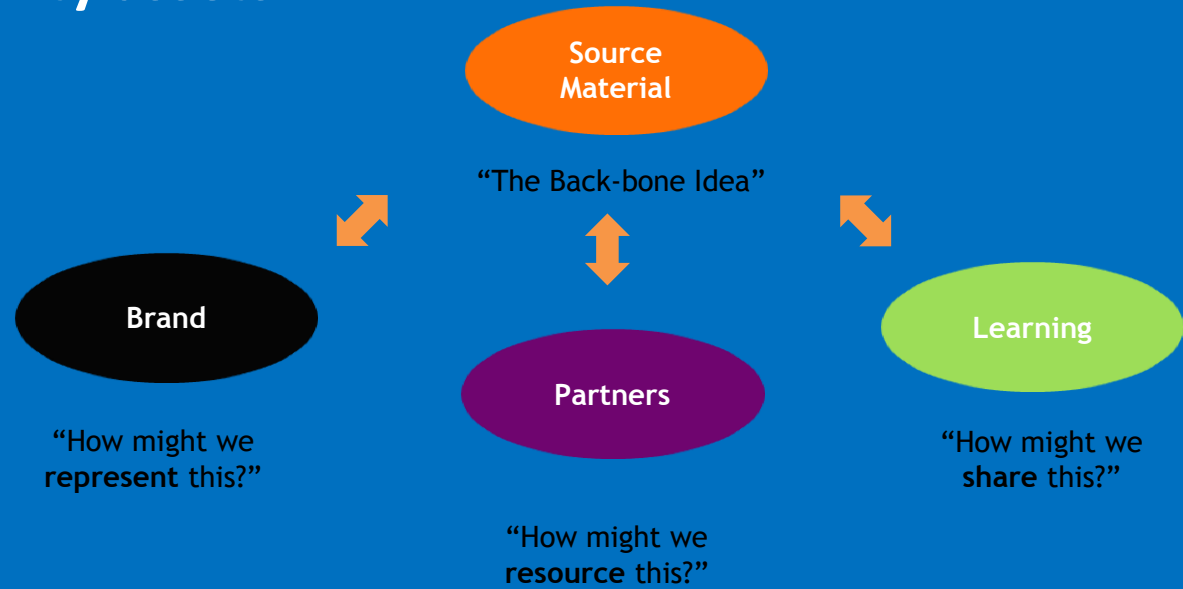 Source
Material
“The Back-bone Idea”
Brand
Learning
Partners
“How might we
represent this?”
“How might we
share this?”
“How might we
resource this?”